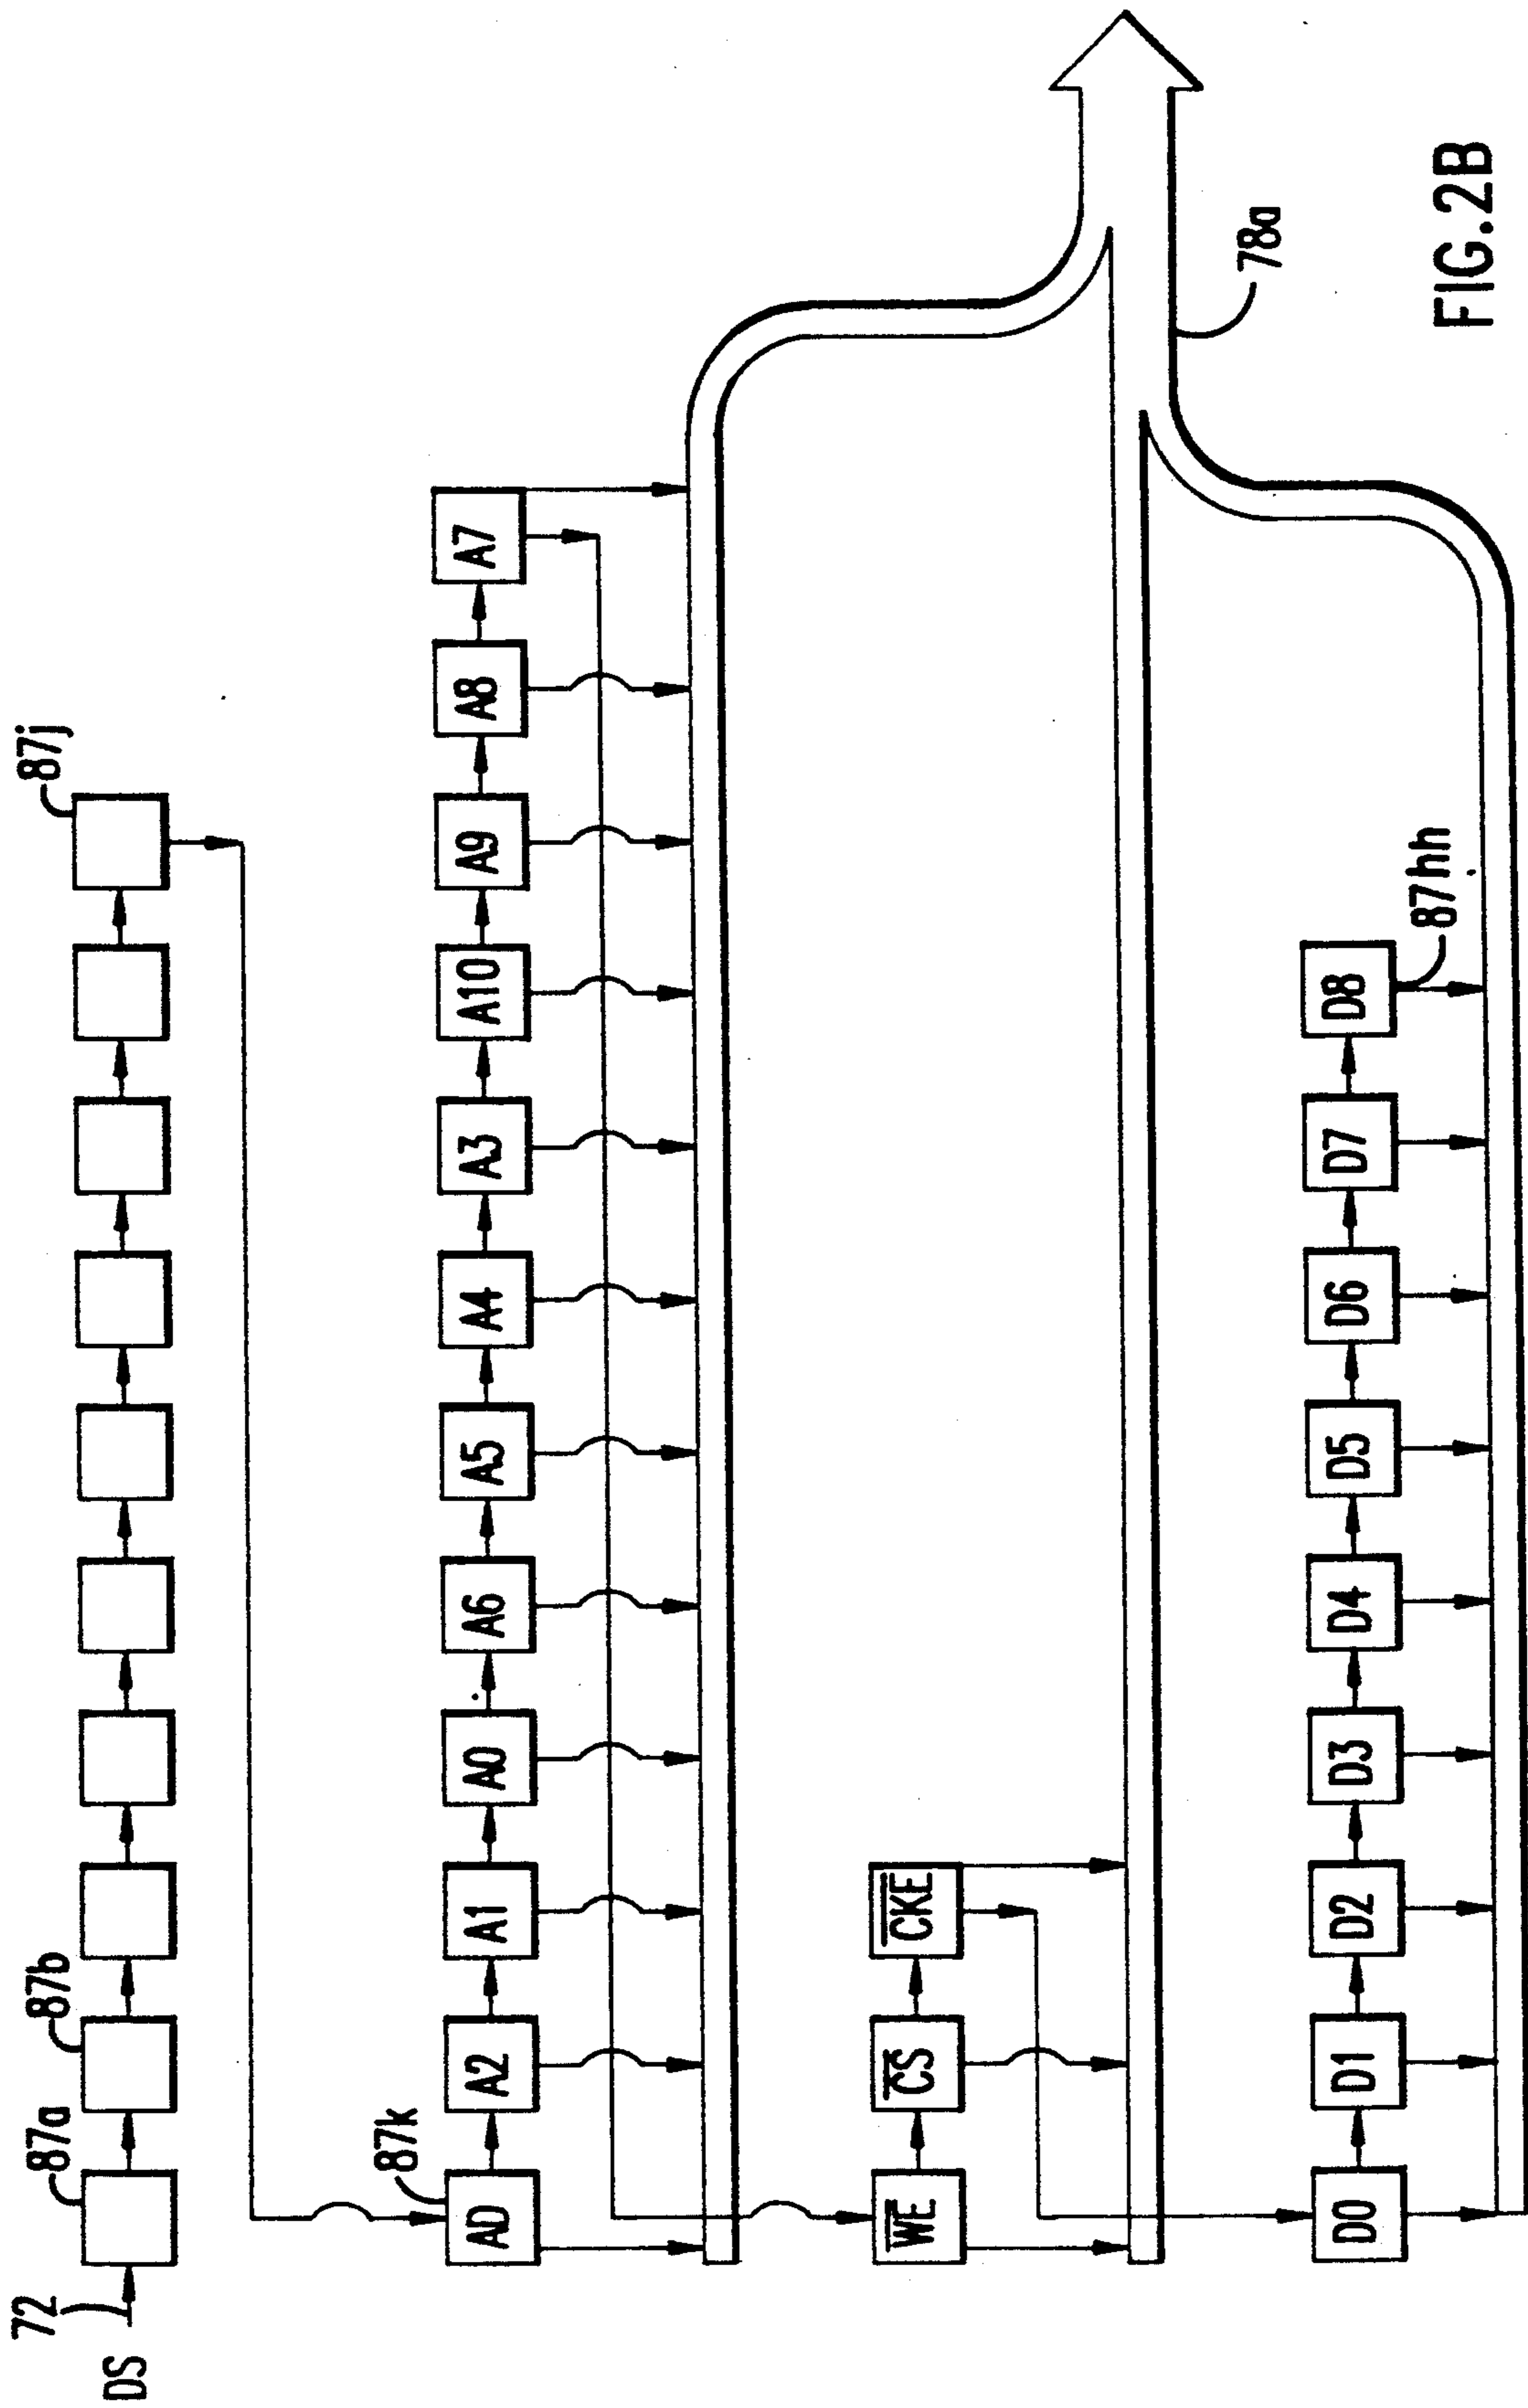 72
DS
87a
87b
87j
87k
AD
A2
A1
A0
A6
A5
A4
A3
A10
A9
A8
A7
WE
CS
CKE
78a
D0
D1
D2
D3
D4
D5
D6
D7
D8
87hh
FIG.2B